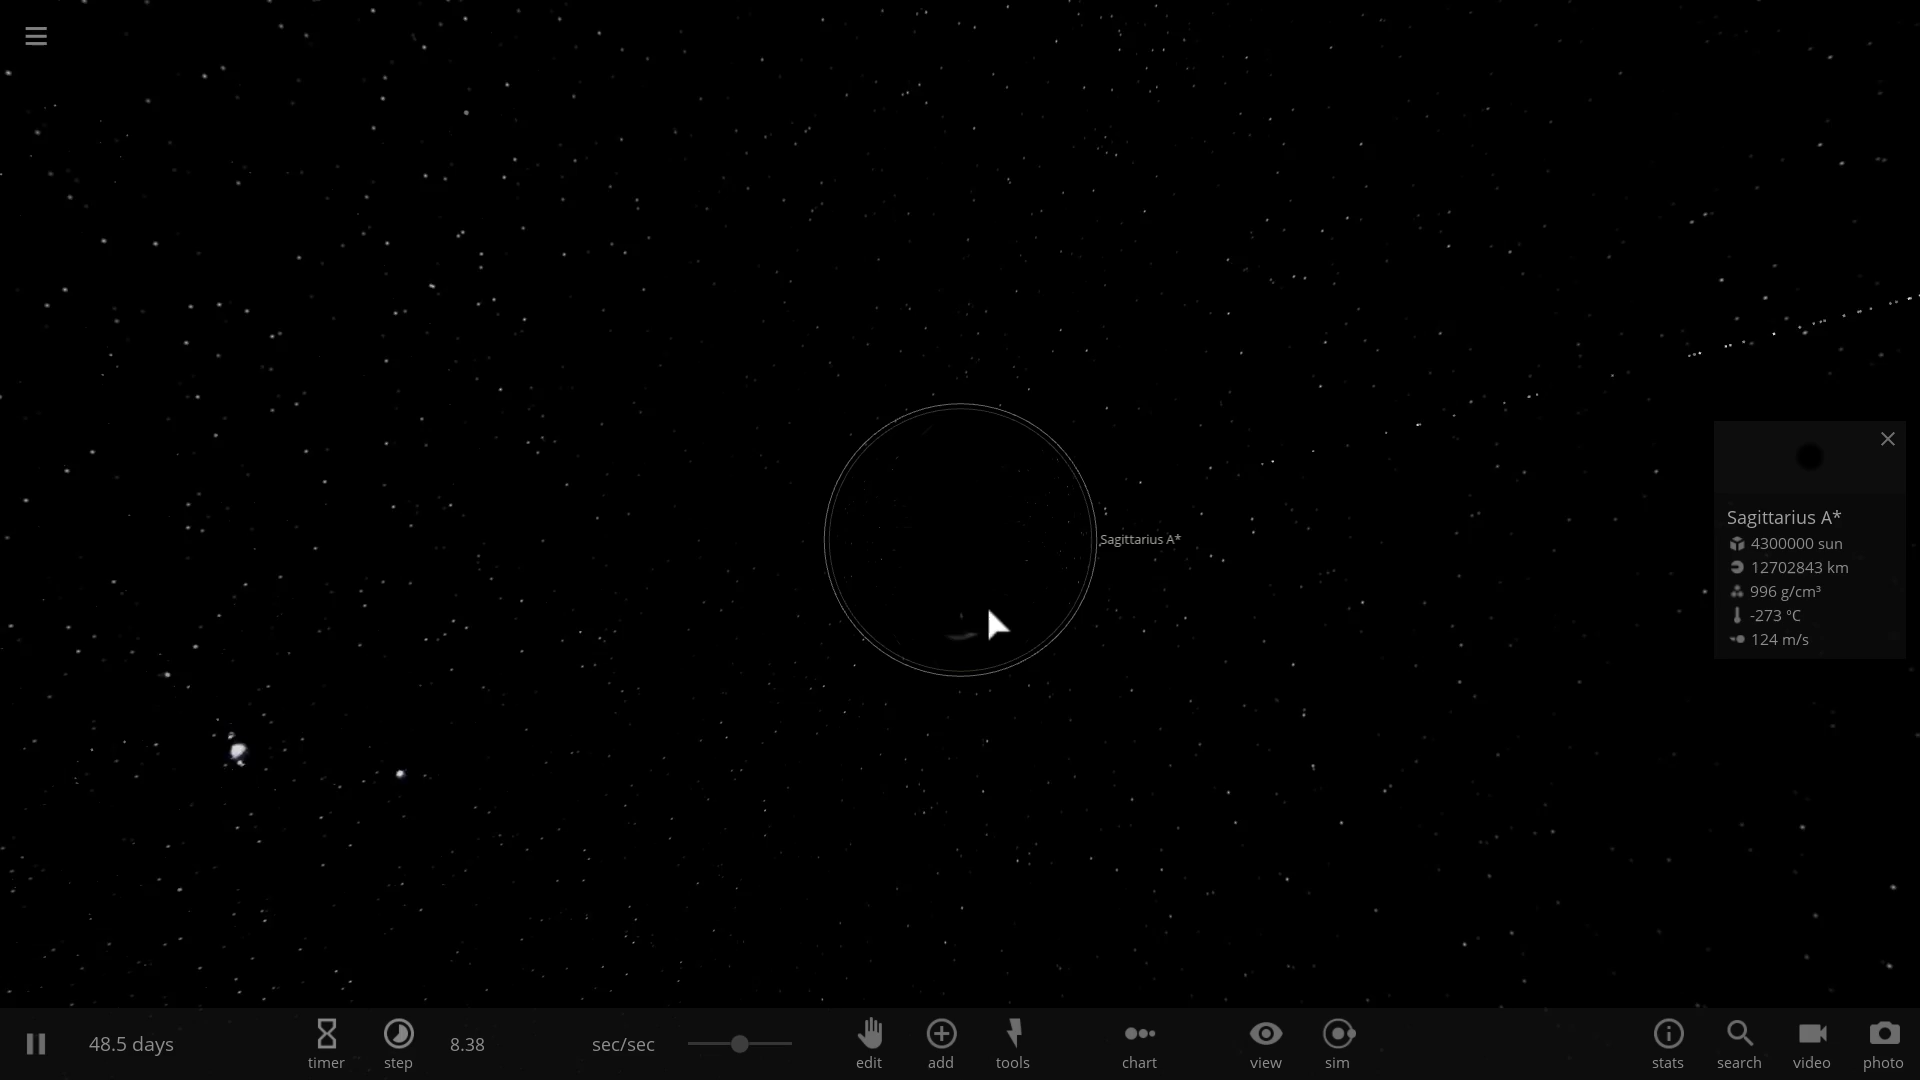 Sagittarius A*
Sagittarius A*
4300000 sun
12702843 km
996 g/cm³
-273 °C
124 m/s
48.5 days
timer
step
8.38
sec/sec
edit
add
tools
chart
view
sim
stats
search
video
photo